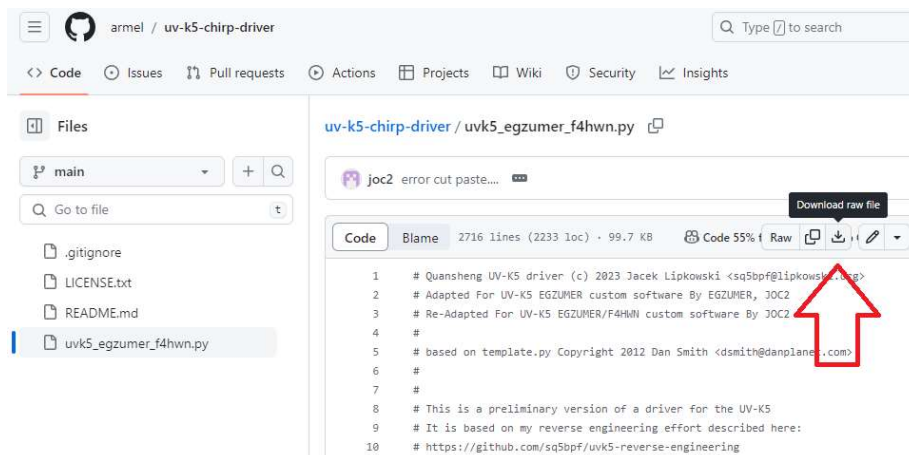 armel / uv-k5-chirp-driver
Type / to search
Code Issues Pull requests Actions Projects Wiki Security Insights
Files
main
Go to file t
.gitignore
LICENSE.txt
README.md
uvk5_egzumer_f4hwn.py
uv-k5-chirp-driver / uvk5_egzumer_f4hwn.py
joc2 error cut paste....
Download raw file
Code Blame 2716 lines (2233 loc) · 99.7 KB Code 55% Raw
1 # Quansheng UV-K5 driver (c) 2023 Jacek Lipkowski <sq5bpf@lipkowski.org>
2 # Adapted For UV-K5 EGZUMER custom software By EGZUMER, JOC2
3 # Re-Adapted For UV-K5 EGZUMER/F4HWN custom software By JOC2
4 #
5 # based on template.py Copyright 2012 Dan Smith <dsmith@danplanet.com>
6 #
7 #
8 # This is a preliminary version of a driver for the UV-K5
9 # It is based on my reverse engineering effort described here:
10 # https://github.com/sq5bpf/uvk5-reverse-engineering